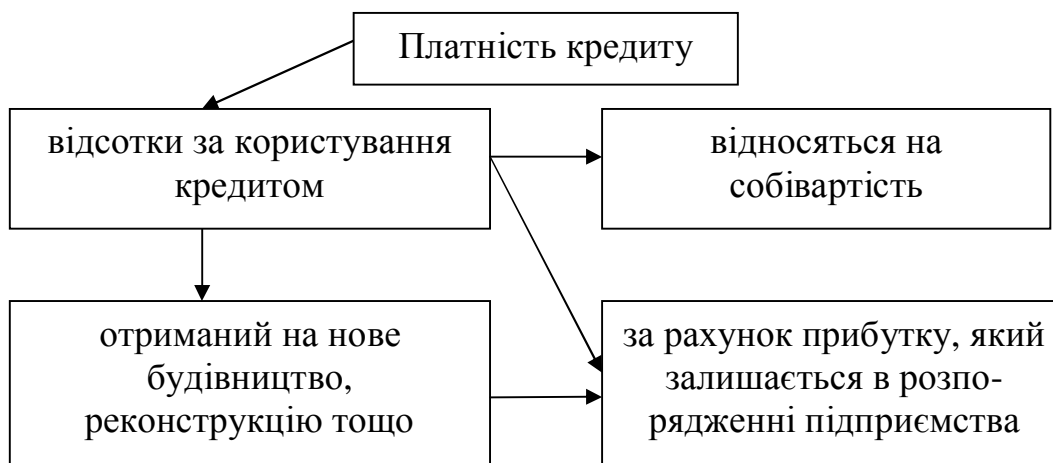 Платність кредиту
відсотки за користування
кредитом
відносяться на
собівартість
отриманий на нове
будівництво,
реконструкцію тощо
за рахунок прибутку, який
залишається в розпо-
рядженні підприємства